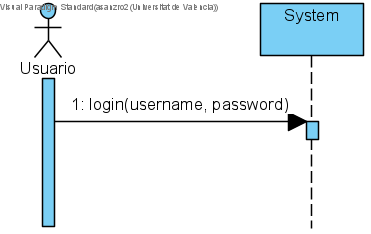 Visual Paradigm Standard(asanzro2(Universitat de Valencia))
System
Usuario
1: login(username, password)